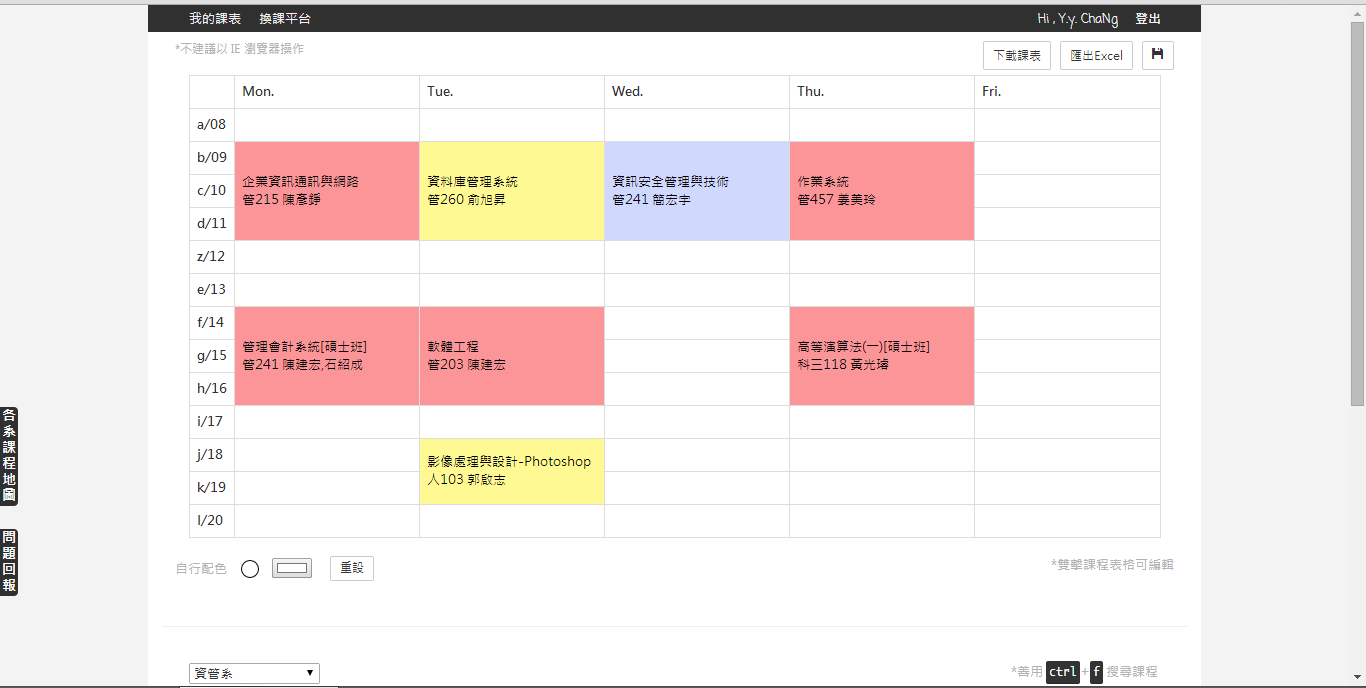 我的課表 換課平台 Hi , Y.y. ChaNg 登出
*不建議以 IE 瀏覽器操作
下載課表 匯出Excel
Mon. Tue. Wed. Thu. Fri.
a/08
b/09
c/10
d/11
企業資訊通訊與網路
管215 陳彥錚
資料庫管理系統
管260 俞旭昇
資訊安全管理與技術
管241 簡宏宇
作業系統
管457 姜美玲
z/12
e/13
f/14
g/15
h/16
管理會計系統[碩士班]
管241 陳建宏,石紹成
軟體工程
管203 陳建宏
高等演算法(一)[碩士班]
科三118 黃光璿
i/17
j/18
k/19
影像處理與設計-Photoshop
人103 郭啟志
l/20
自行配色 重設 *雙擊課程表格可編輯
資管系 *善用 ctrl + f 搜尋課程
各系課程地圖
問題回報